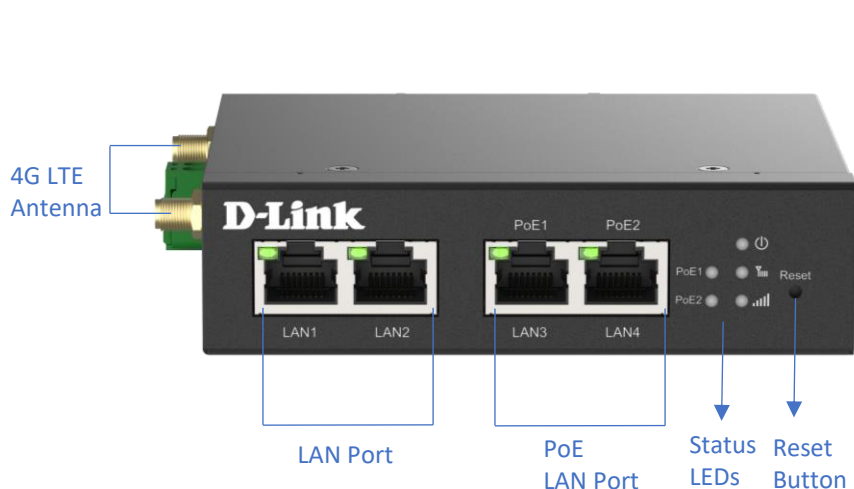 4G LTE
Antenna
D-Link
PoE1
PoE2
PoE1
Reset
PoE2
LAN1
LAN2
LAN3
LAN4
LAN Port
PoE
LAN Port
Status
LEDs
Reset
Button